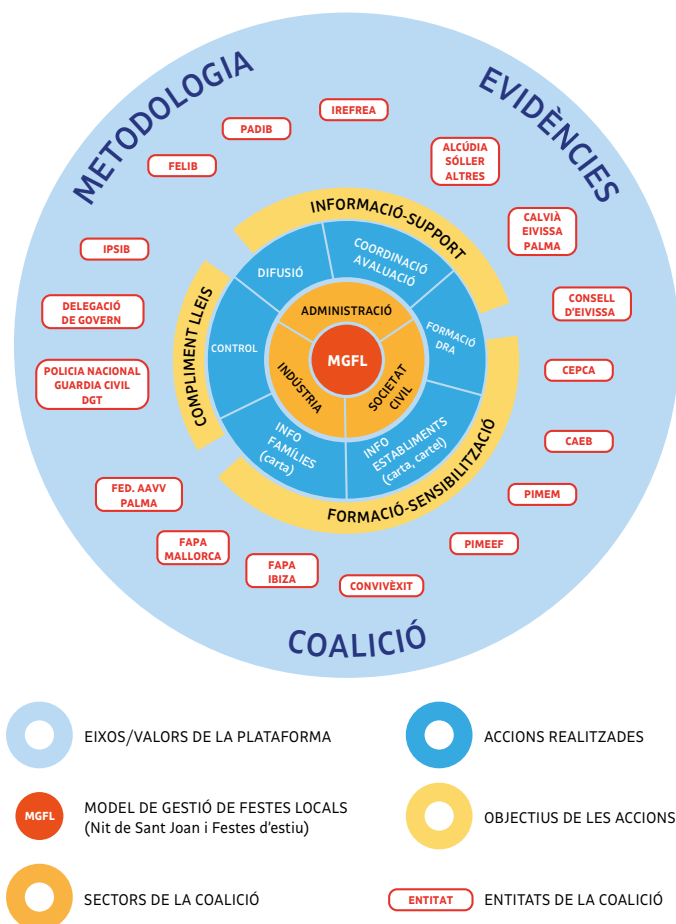 METODOLOGIA
EVIDÈNCIES
COALICIÓ
IREFREA
PADIB
FELIB
IPSIB
DELEGACIÓ
DE GOVERN
POLICIA NACIONAL
GUARDIA CIVIL
DGT
FED. AAVV
PALMA
FAPA
MALLORCA
FAPA
IBIZA
CONVIVÈXIT
PIMEEF
PIMEM
CAEB
CEPCA
CONSELL
D'EIVISSA
CALVIÀ
EIVISSA
PALMA
ALCÚDIA
SÓLLER
ALTRES
INFORMACIÓ-SUPORT
COMPLIMENT LLEIS
FORMACIÓ-SENSIBILITZACIÓ
DIFUSIÓ
COORDINACIÓ
AVALUACIÓ
FORMACIÓ
DRA
INFO
ESTABLIMENTS
(carta, cartel)
INFO
FAMÍLIES
(carta)
CONTROL
ADMINISTRACIÓ
INDÚSTRIA
SOCIETAT
CIVIL
MGFL
EIXOS/VALORS DE LA PLATAFORMA
ACCIONS REALITZADES
MGFL
MODEL DE GESTIÓ DE FESTES LOCALS
(Nit de Sant Joan i Festes d'estiu)
OBJECTIUS DE LES ACCIONS
SECTORS DE LA COALICIÓ
ENTITAT
ENTITATS DE LA COALICIÓ